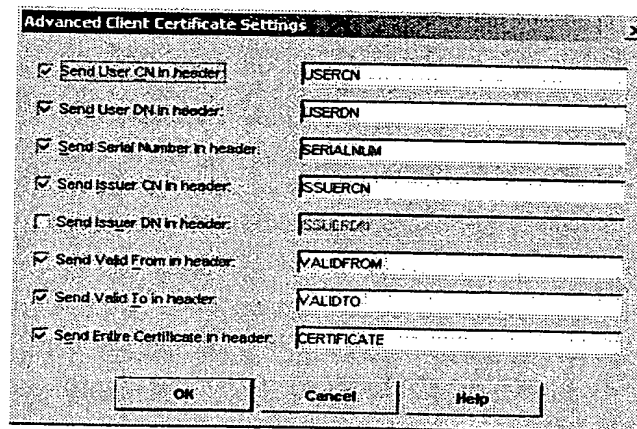 Advanced Client Certificate Settings
Send User CN in header: USERCN
Send User DN in header: USERDN
Send Serial Number in header: SERIALNUM
Send Issuer CN in header: ISSUERCN
Send Issuer DN in header: ISSUERDN
Send Valid From in header: VALIDFROM
Send Valid To in header: VALIDTO
Send Entire Certificate in header: CERTIFICATE
OK Cancel Help